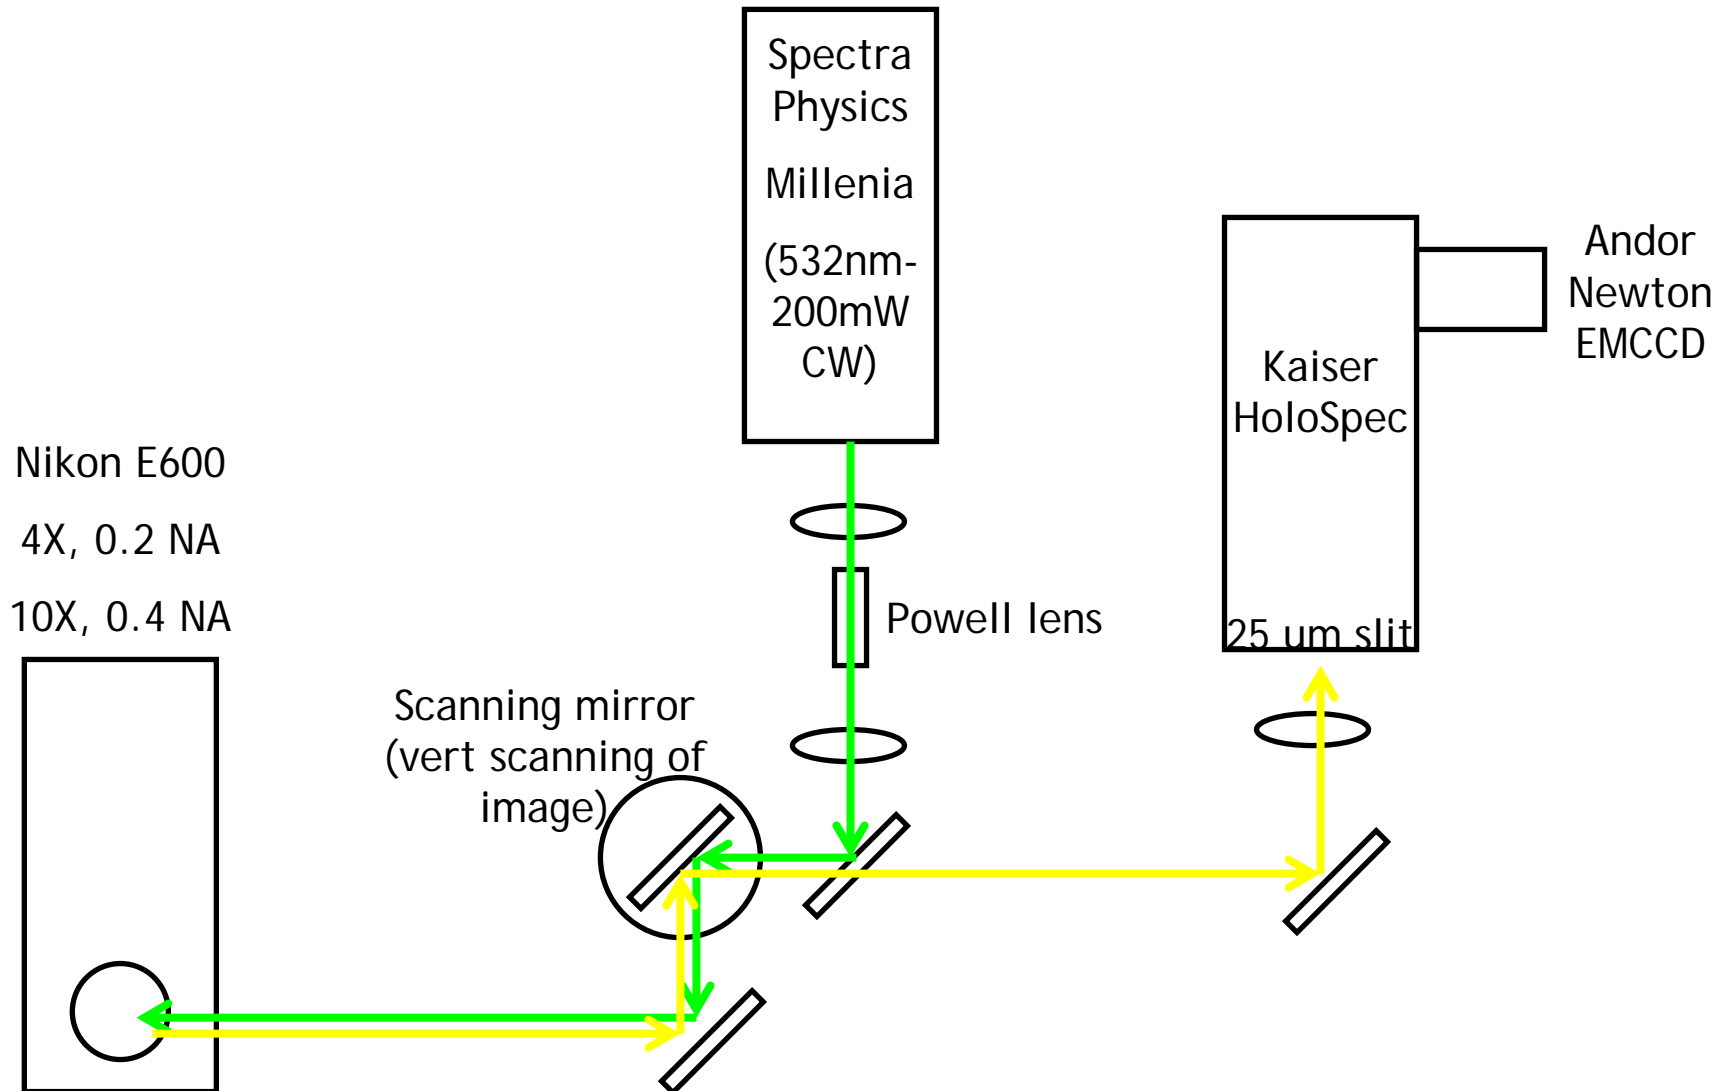 Spectra
Physics
Millenia
(532nm-
200mW
CW)
Andor
Newton
EMCCD
Kaiser
HoloSpec
25 um slit
Nikon E600
4X, 0.2 NA
10X, 0.4 NA
Powell lens
Scanning mirror
(vert scanning of
image)